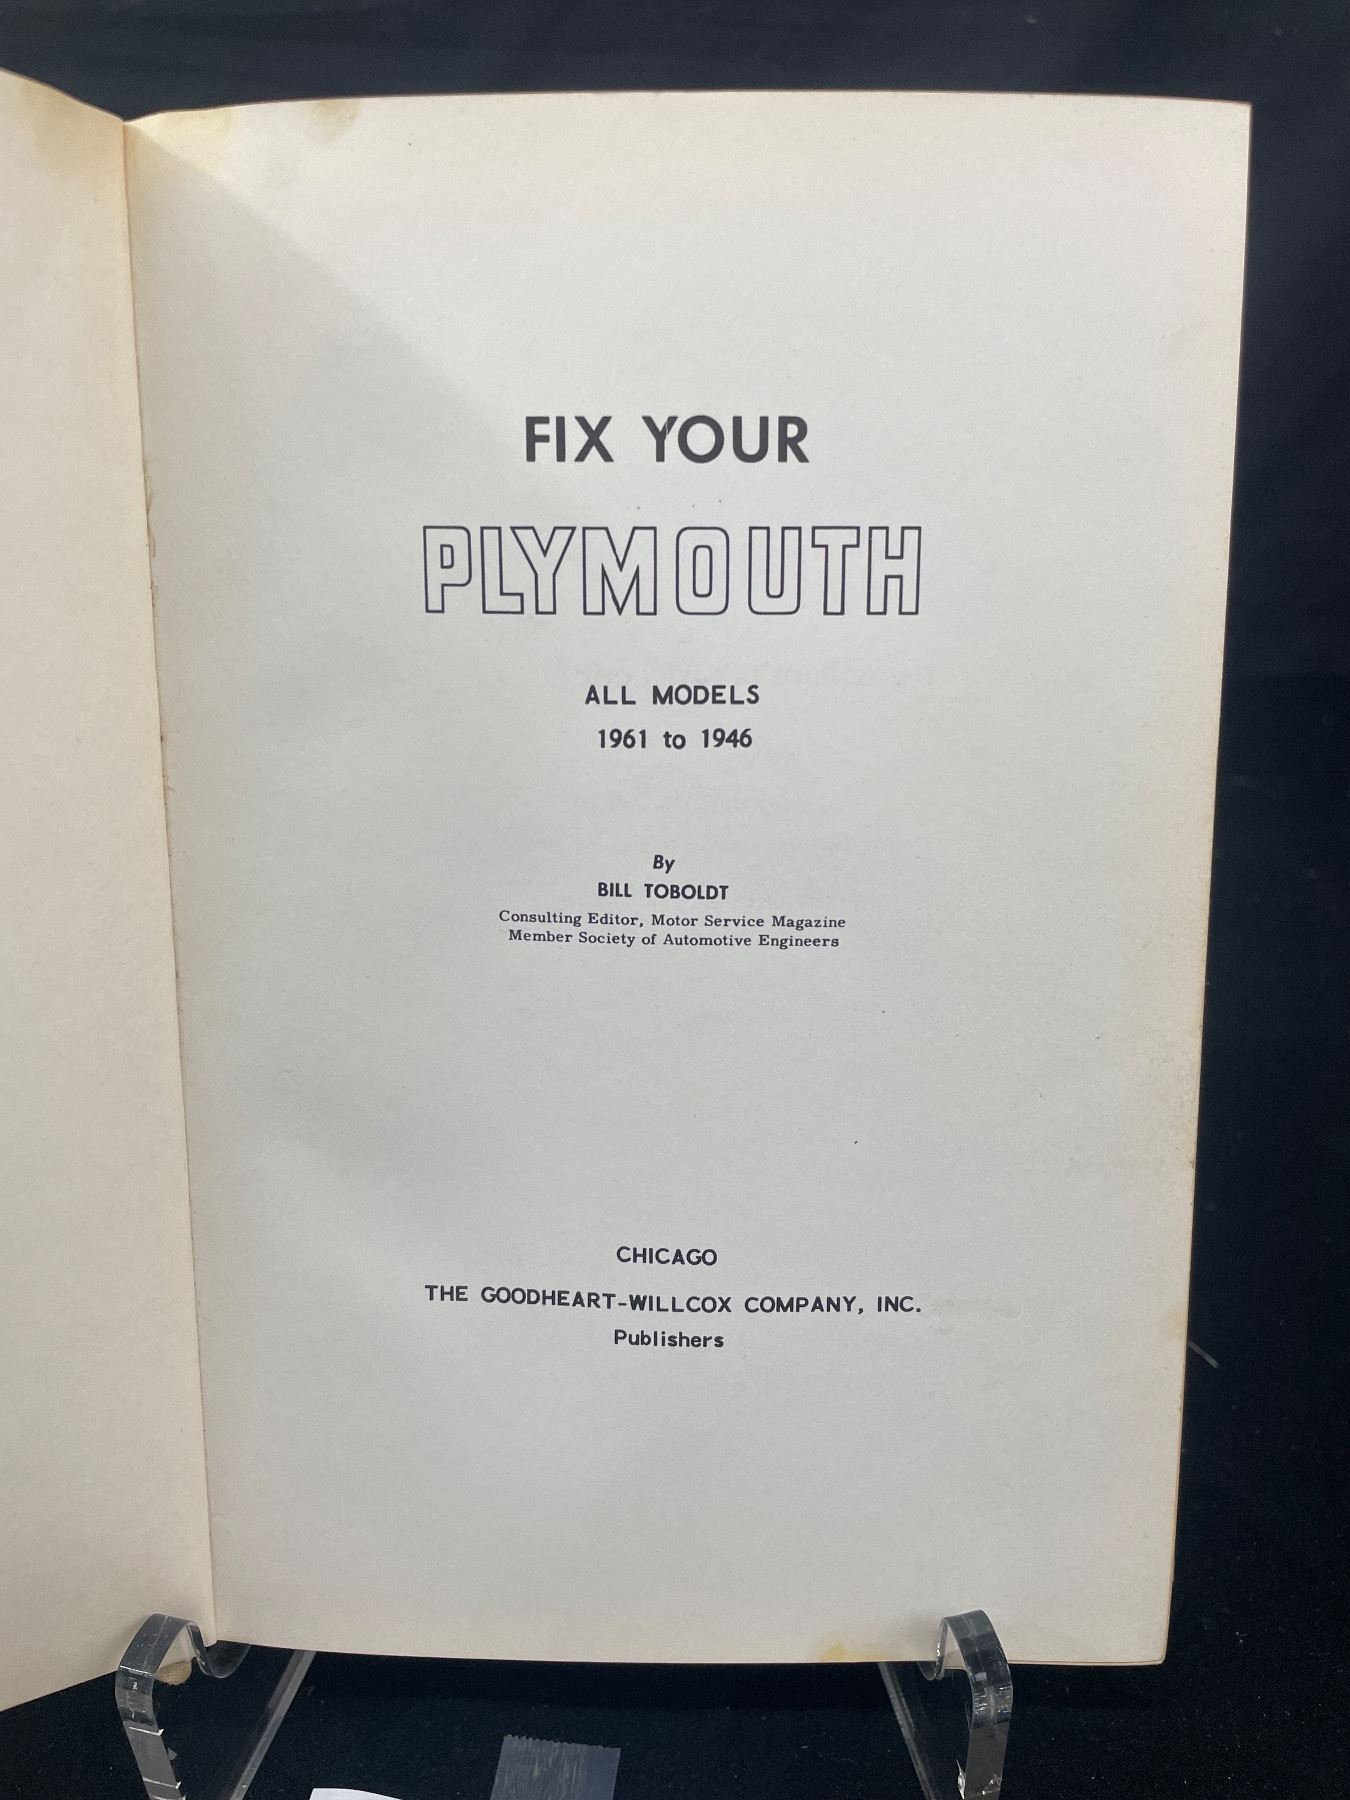 FIX YOUR
PLYMOUTH
ALL MODELS
1961 to 1946
By
BILL TOBOLDT
Consulting Editor, Motor Service Magazine
Member Society of Automotive Engineers
CHICAGO
THE GOODHEART-WILLCOX COMPANY, INC.
Publishers